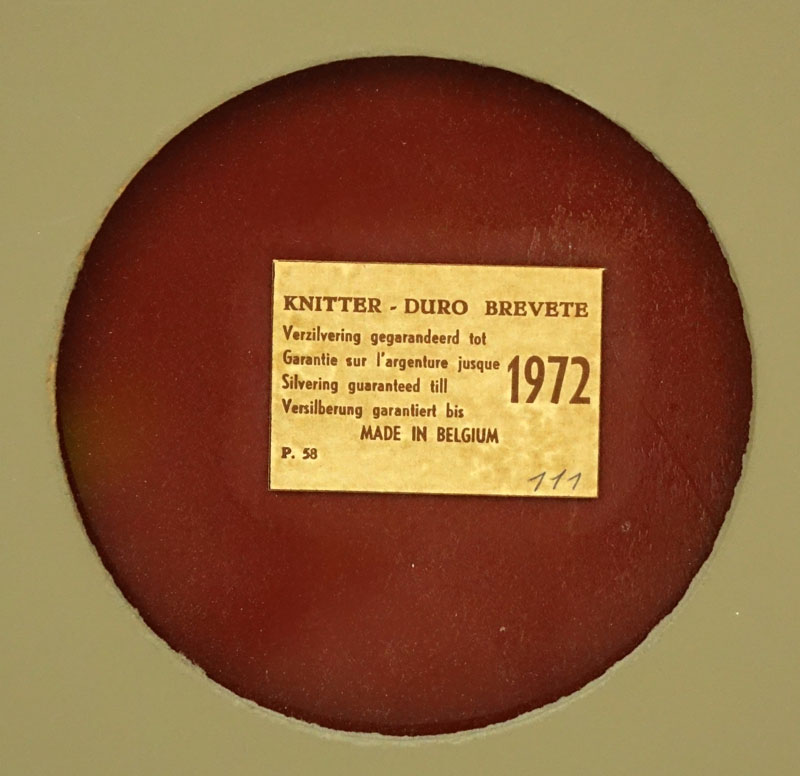 KNITTER - DURO BREVETE
Verzilvering gegarandeerd tot
Garantie sur l'argenture jusque
Silvering guaranteed till
Versilberung garantiert bis
1972
MADE IN BELGIUM
P. 58
111